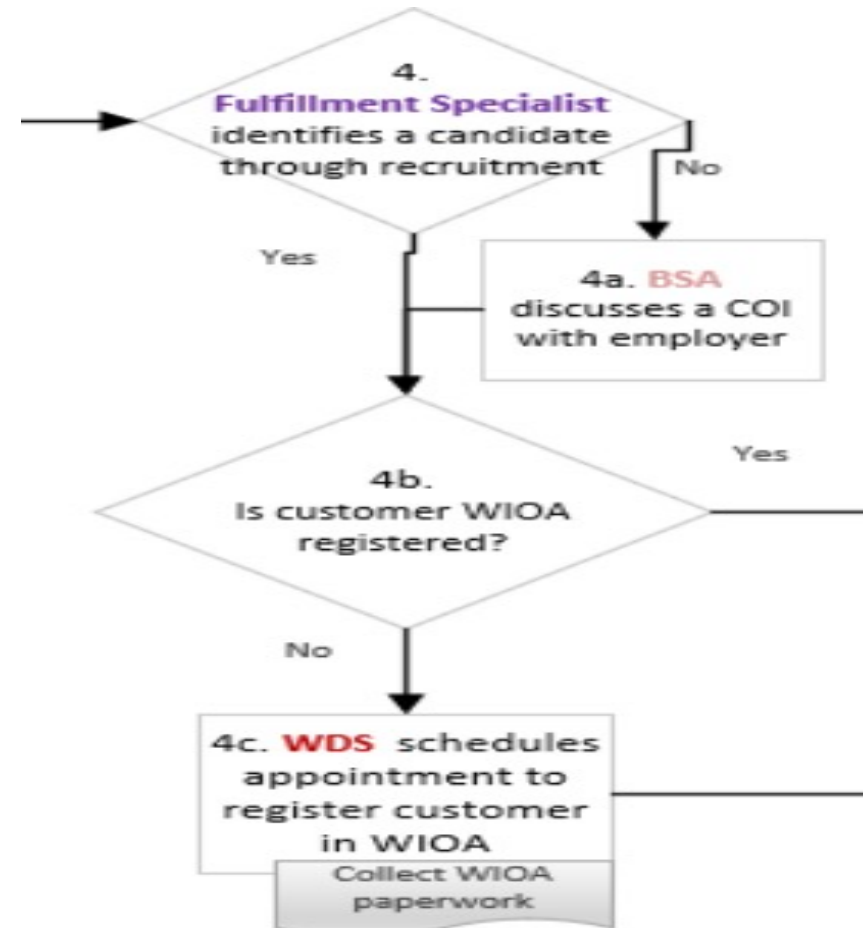 4.
Fulfillment Specialist
identifies a candidate
through recruitment
No
Yes
4a. BSA
discusses a COI
with employer
Yes
4b.
Is customer WIOA
registered?
No
4c. WDS schedules
appointment to
register customer
in WIOA
Collect WIOA
paperwork